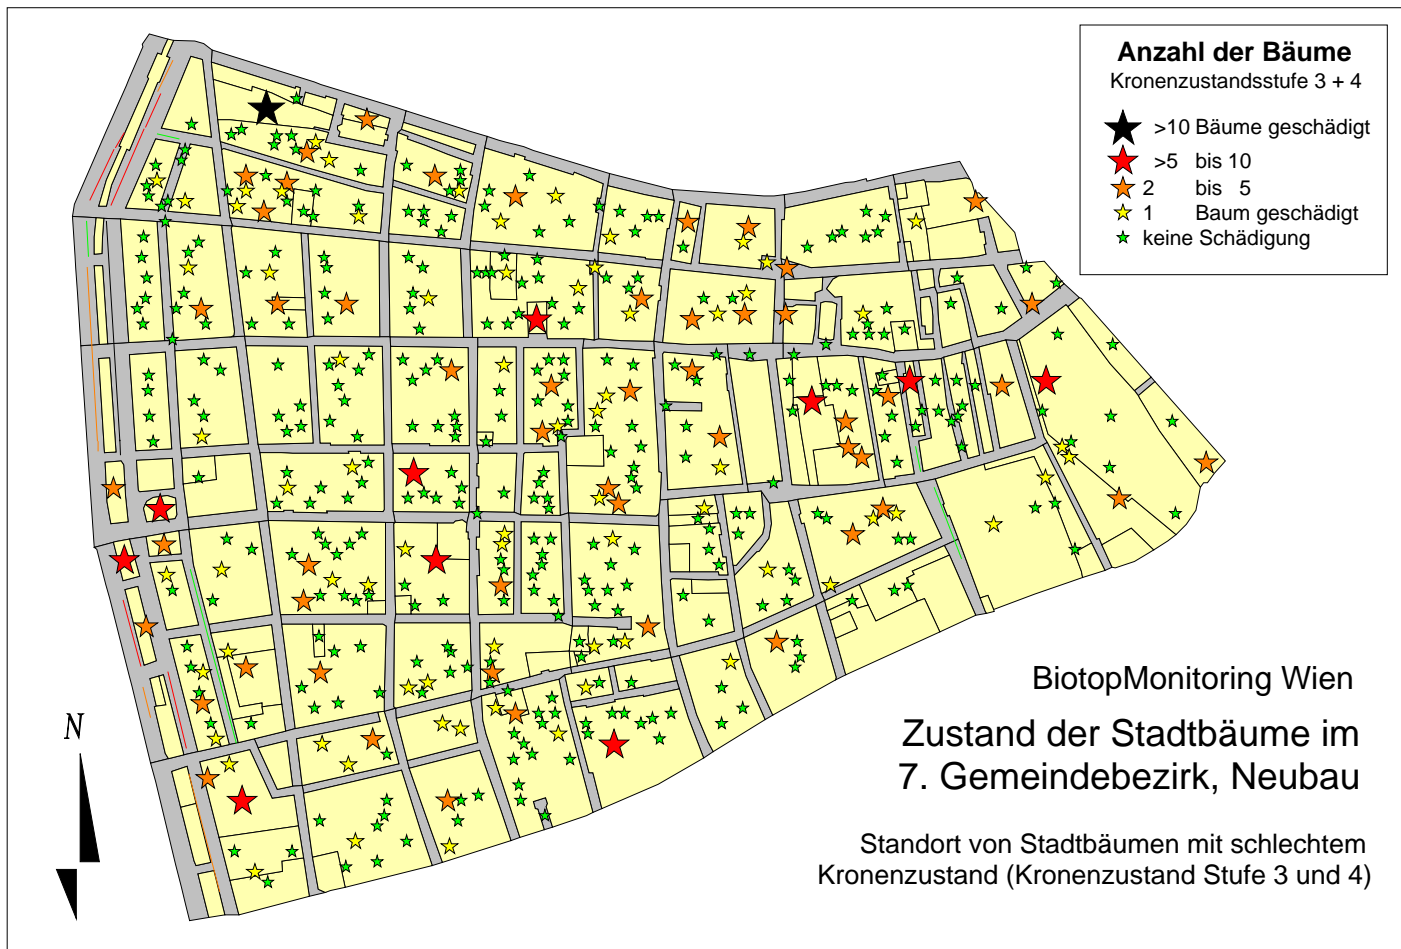 Anzahl der Bäume
Kronenzustandsstufe 3 + 4
>10 Bäume geschädigt
>5 bis 10
2 bis 5
1 Baum geschädigt
keine Schädigung
BiotopMonitoring Wien
Zustand der Stadtbäume im
7. Gemeindebezirk, Neubau
Standort von Stadtbäumen mit schlechtem
Kronenzustand (Kronenzustand Stufe 3 und 4)
N